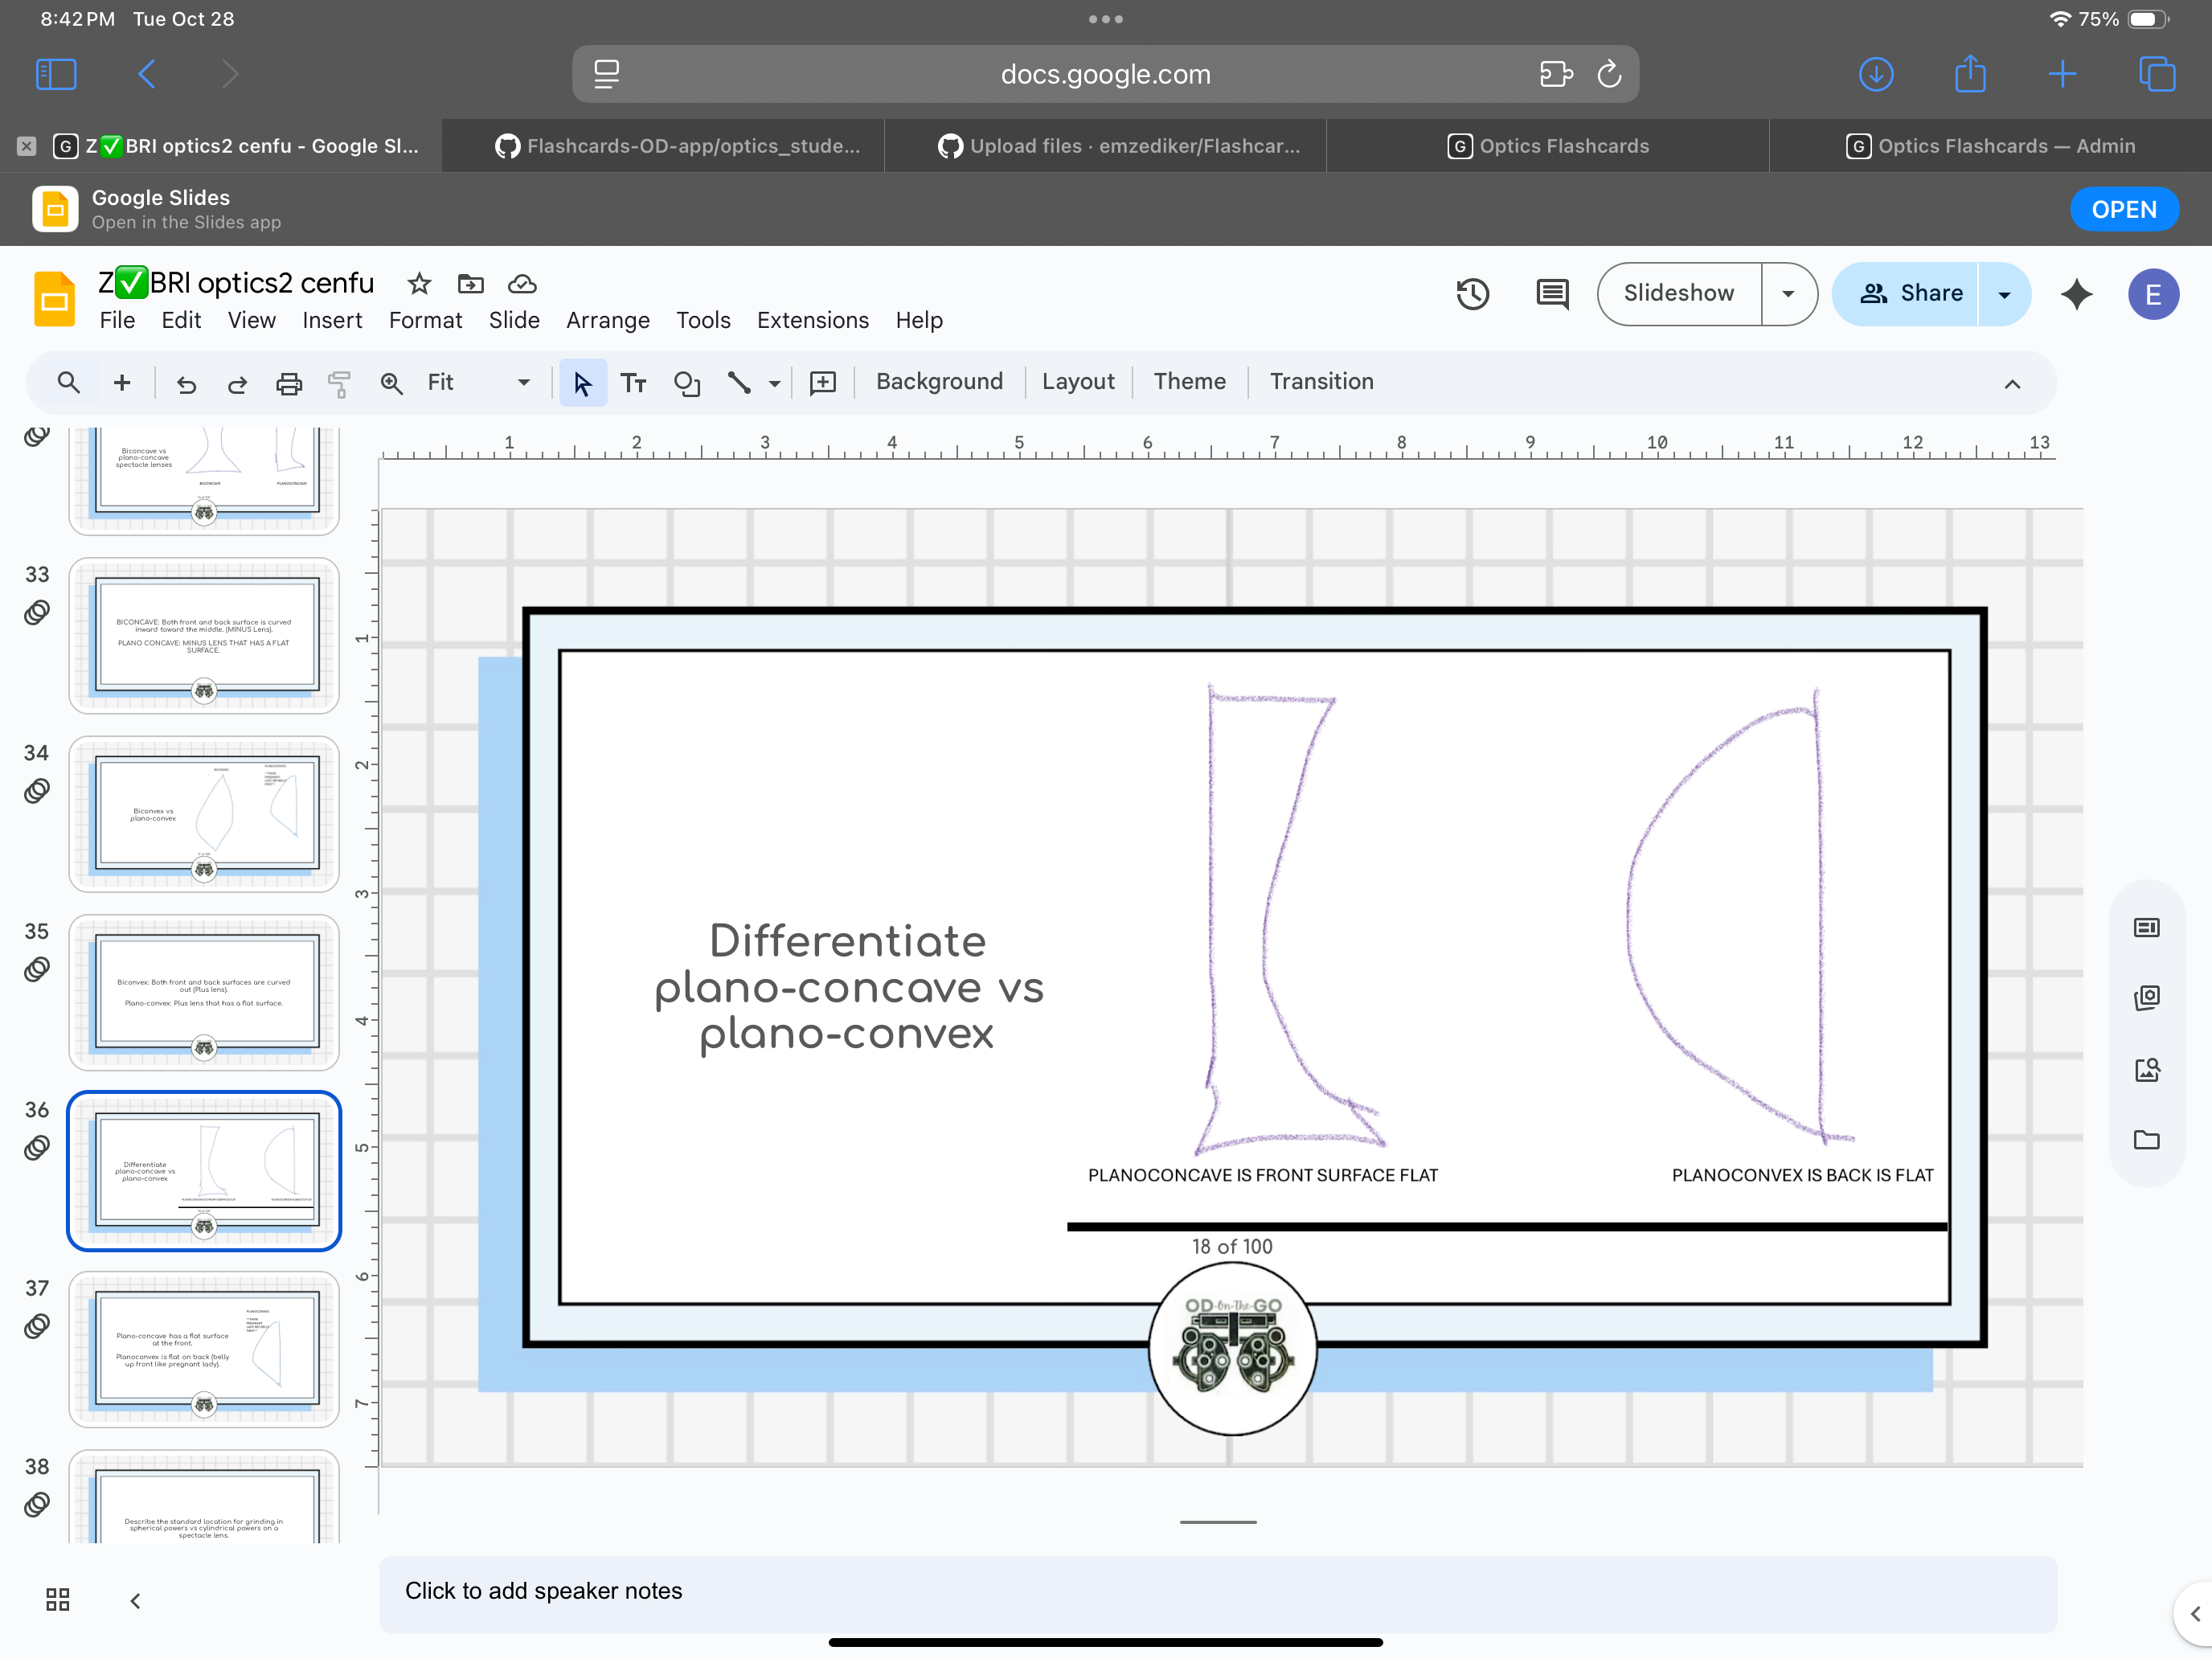 8:42 PM Tue Oct 28
75%
docs.google.com
Z✅BRI optics2 cenfu - Google Sl...
Flashcards-OD-app/optics_stude...
Upload files · emzediker/Flashcar...
Optics Flashcards
Optics Flashcards — Admin
Google Slides
Open in the Slides app
OPEN
Z✅BRI optics2 cenfu
File Edit View Insert Format Slide Arrange Tools Extensions Help
Slideshow
Share
E
Fit
Background Layout Theme Transition
1 2 3 4 5 6 7 8 9 10 11 12 13
1
2
3
4
5
6
7
Biconcave vs
plano-concave
spectacle lenses
BICONCAVE
PLANOCONCAVE
33
BICONCAVE: Both front and back surface is curved
inward toward the middle. (MINUS Lens).
PLANO CONCAVE: MINUS LENS THAT HAS A FLAT
SURFACE.
34
Biconvex vs
plano-convex
35
Biconvex: Both front and back surfaces are curved
out (Plus lens).
Plano-convex: Plus lens that has a flat surface.
36
Differentiate
plano-concave vs
plano-convex
37
Plano-concave has a flat surface
at the front.
Planoconvex is flat on back (belly
up front like pregnant lady).
38
Describe the standard location for grinding in
spherical powers vs cylindrical powers on a
spectacle lens.
Differentiate
plano-concave vs
plano-convex
PLANOCONCAVE IS FRONT SURFACE FLAT
PLANOCONVEX IS BACK IS FLAT
18 of 100
OD-On-The-GO
Click to add speaker notes